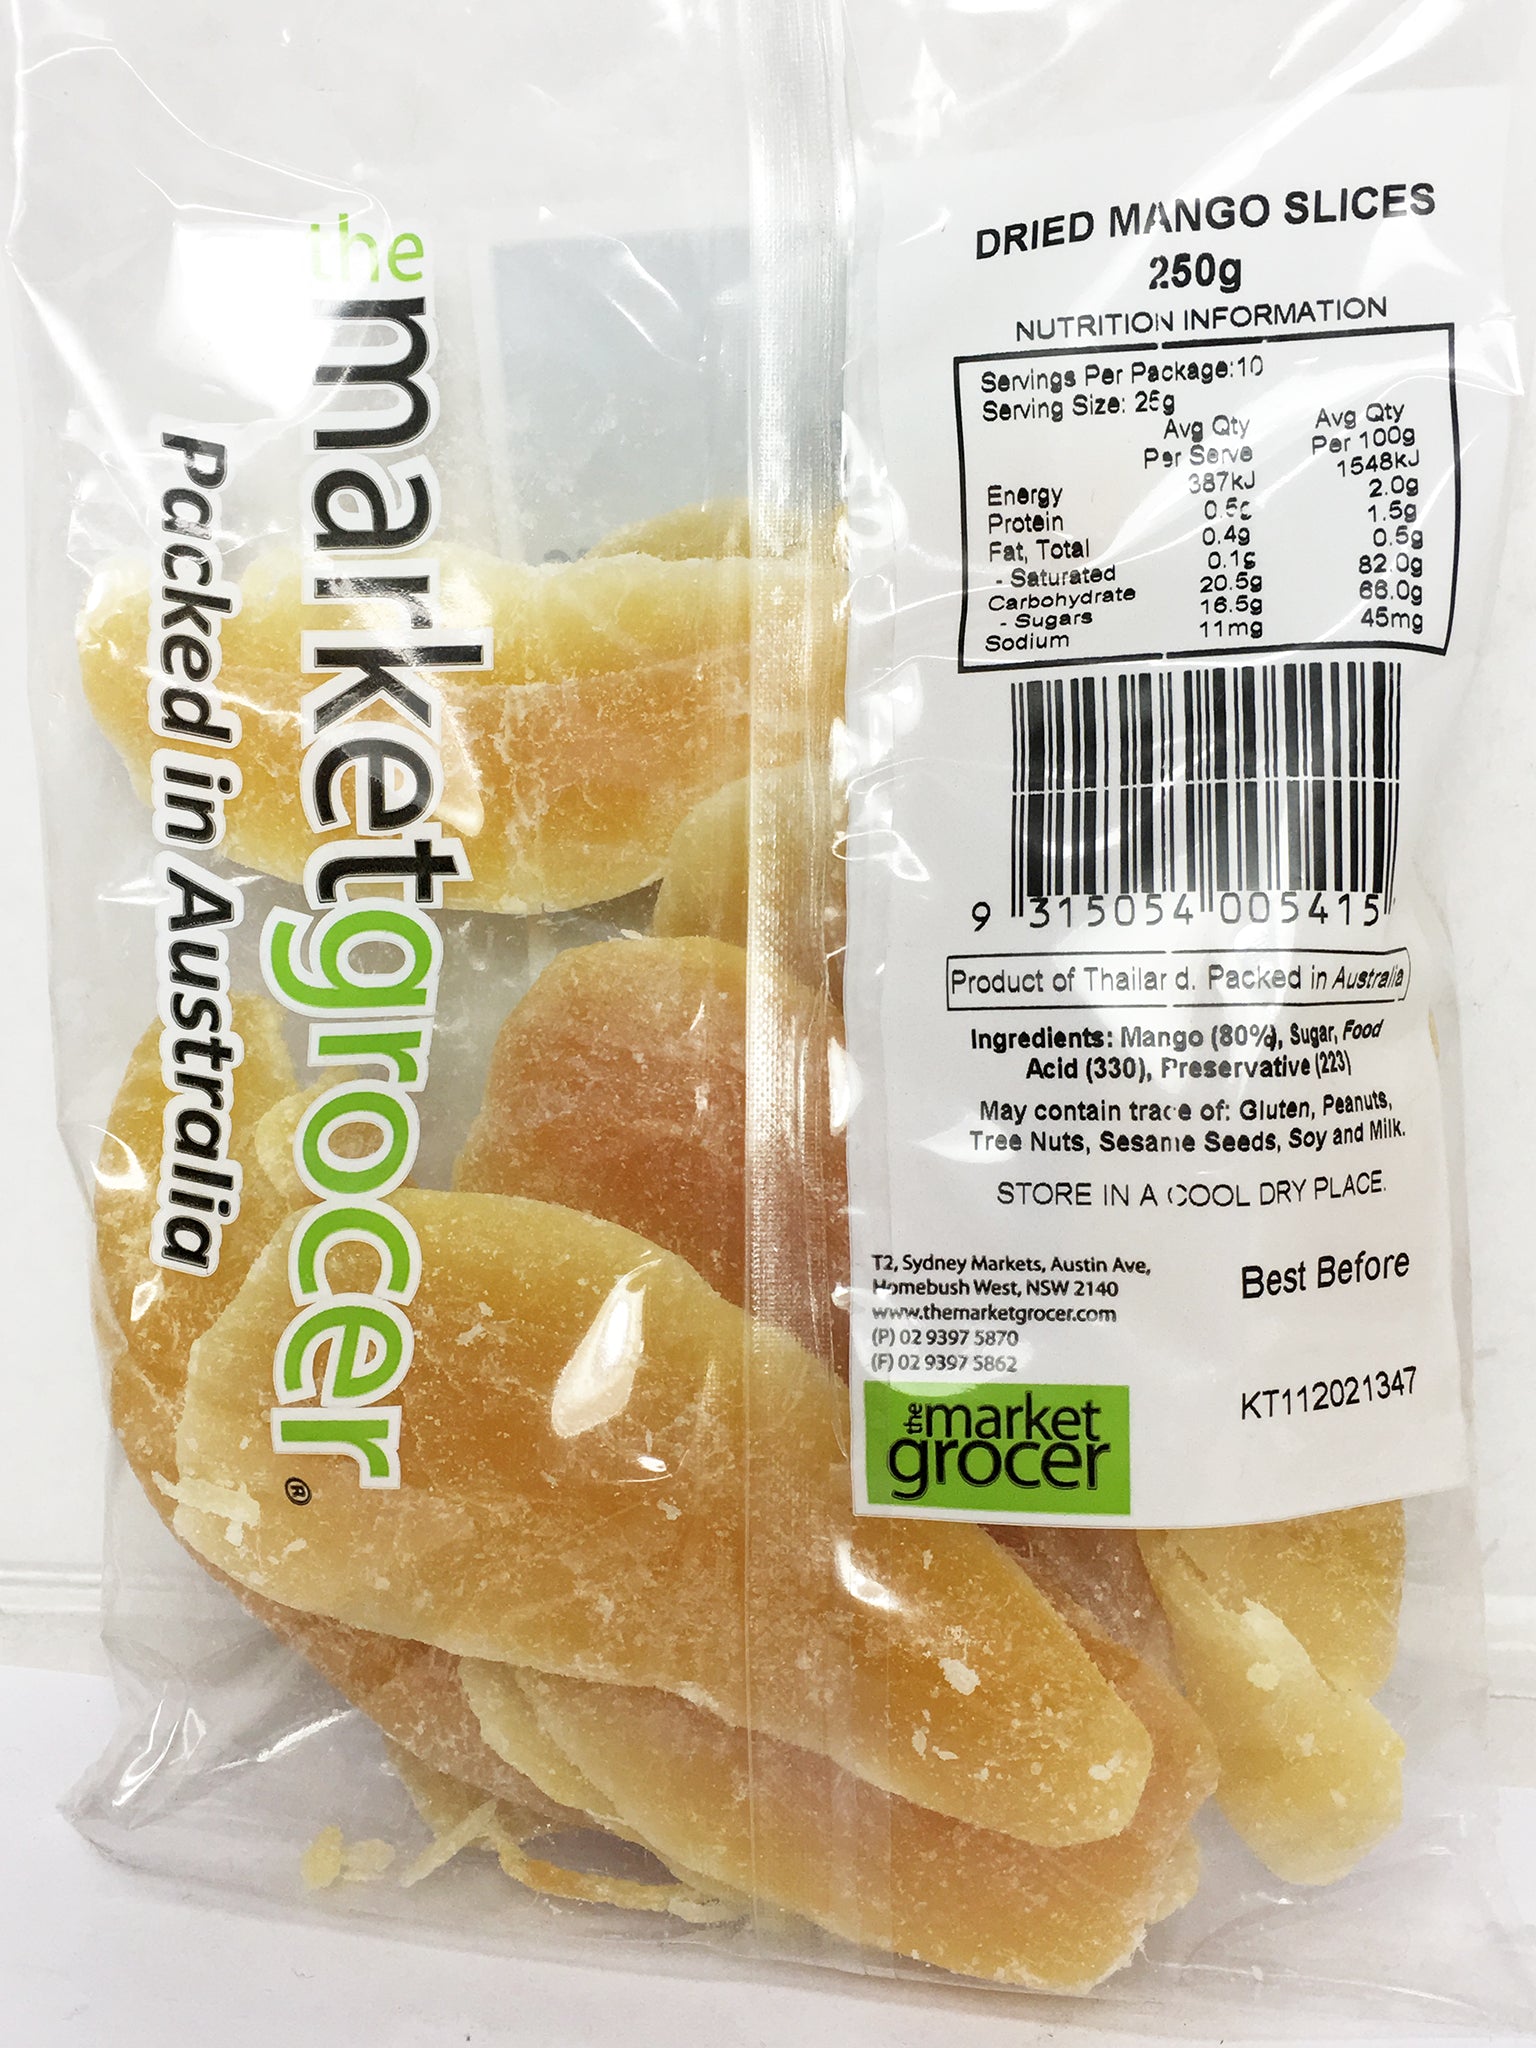 the marketgrocer®
Packed in Australia
DRIED MANGO SLICES
250g
NUTRITION INFORMATION
Servings Per Package:10
Serving Size: 25g
Avg Qty Avg Qty
Per Serve Per 100g
Energy 387kJ 1548kJ
Protein 0.5g 2.0g
Fat, Total 0.4g 1.5g
- Saturated 0.1g 0.5g
Carbohydrate 20.5g 82.0g
- Sugars 16.5g 66.0g
Sodium 11mg 45mg
9 315054 005415
Product of Thailand. Packed in Australia
Ingredients: Mango (80%), Sugar, Food
Acid (330), Preservative (223)
May contain trace of: Gluten, Peanuts,
Tree Nuts, Sesame Seeds, Soy and Milk.
STORE IN A COOL DRY PLACE.
T2, Sydney Markets, Austin Ave,
Homebush West, NSW 2140
www.themarketgrocer.com
(P) 02 9397 5870
(F) 02 9397 5862
Best Before
KT112021347
the market
grocer